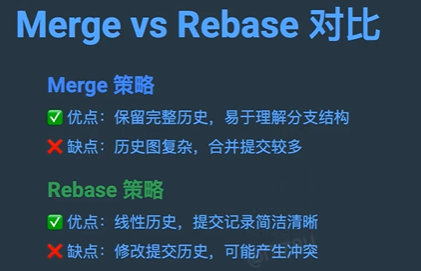 Merge vs Rebase 对比
Merge 策略
✅ 优点：保留完整历史，易于理解分支结构
❌ 缺点：历史图复杂，合并提交较多
Rebase 策略
✅ 优点：线性历史，提交记录简洁清晰
❌ 缺点：修改提交历史，可能产生冲突